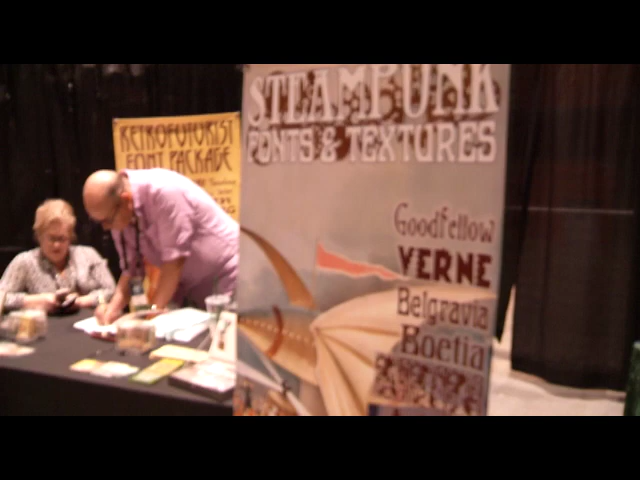 STEAMPUNK
FONTS & TEXTURES
RETROFUTURIST
FONT PACKAGE
Goodfellow
VERNE
Belgravia
Boetia